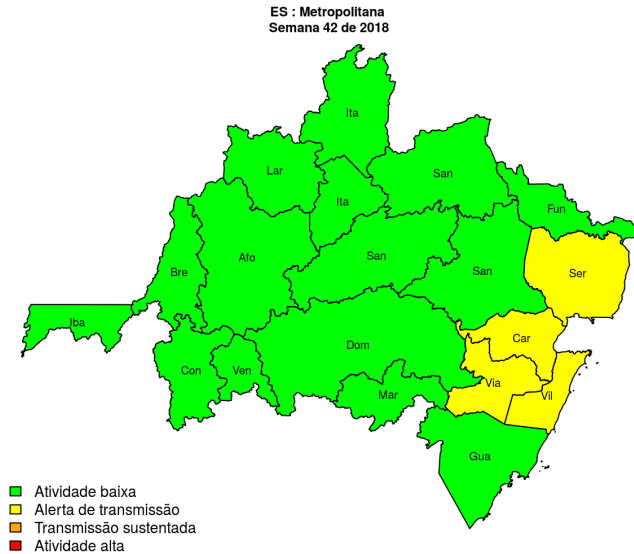 ES : Metropolitana
Semana 42 de 2018
Ita
Lar
San
Ita
Fun
Afo
San
San
Bre
Ser
Iba
Car
Dom
Con
Ven
Via
Mar
Vil
Gua
Atividade baixa
Alerta de transmissão
Transmissão sustentada
Atividade alta